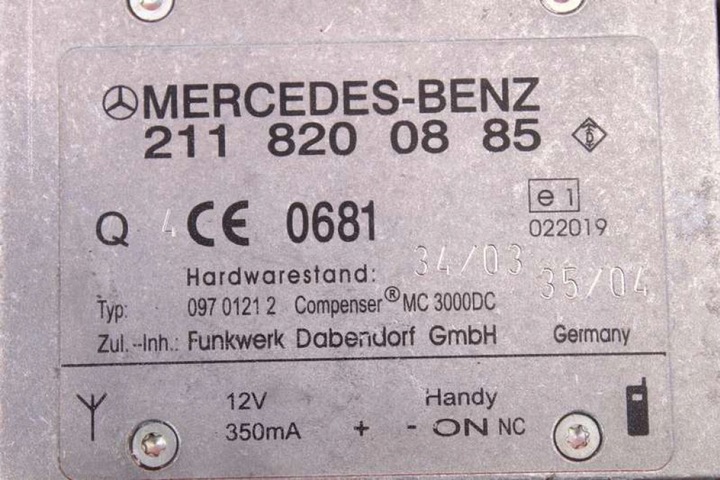 MERCEDES-BENZ
211 820 08 85
Q 4 CE 0681 e 1
022019
Hardwarestand: 34/03 35/04
Typ: 097 0121 2 Compenser® MC 3000DC
Zul.-Inh.: Funkwerk Dabendorf GmbH Germany
12V Handy
350mA + - ON NC